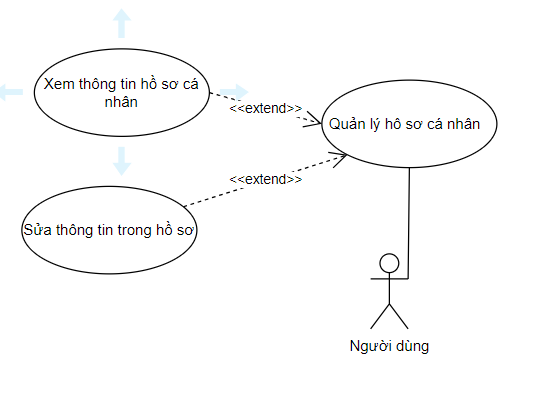 Xem thông tin hồ sơ cá
nhân
<<extend>>
Quản lý hô sơ cá nhân
<<extend>>
Sửa thông tin trong hồ sơ
Người dùng